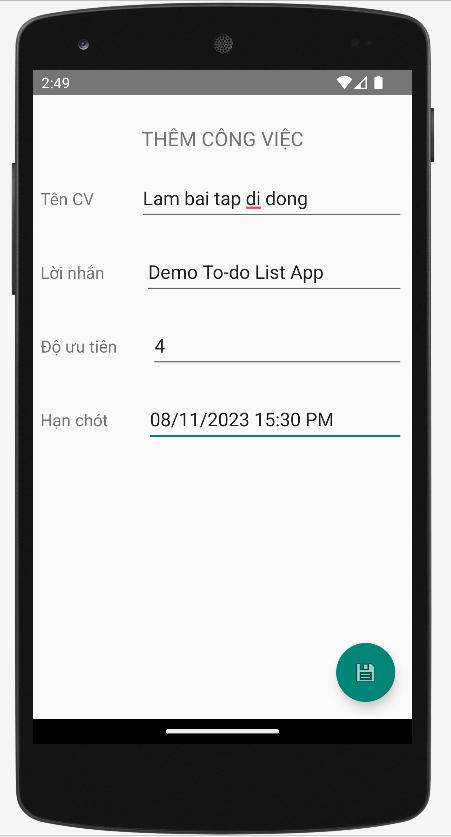 2:49
THÊM CÔNG VIỆC
Tên CV Lam bai tap di dong
Lời nhắn Demo To-do List App
Độ ưu tiên 4
Hạn chót 08/11/2023 15:30 PM